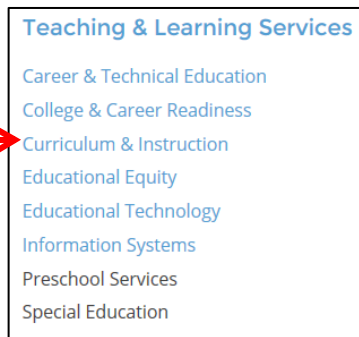 Teaching & Learning Services
Career & Technical Education
College & Career Readiness
Curriculum & Instruction
Educational Equity
Educational Technology
Information Systems
Preschool Services
Special Education